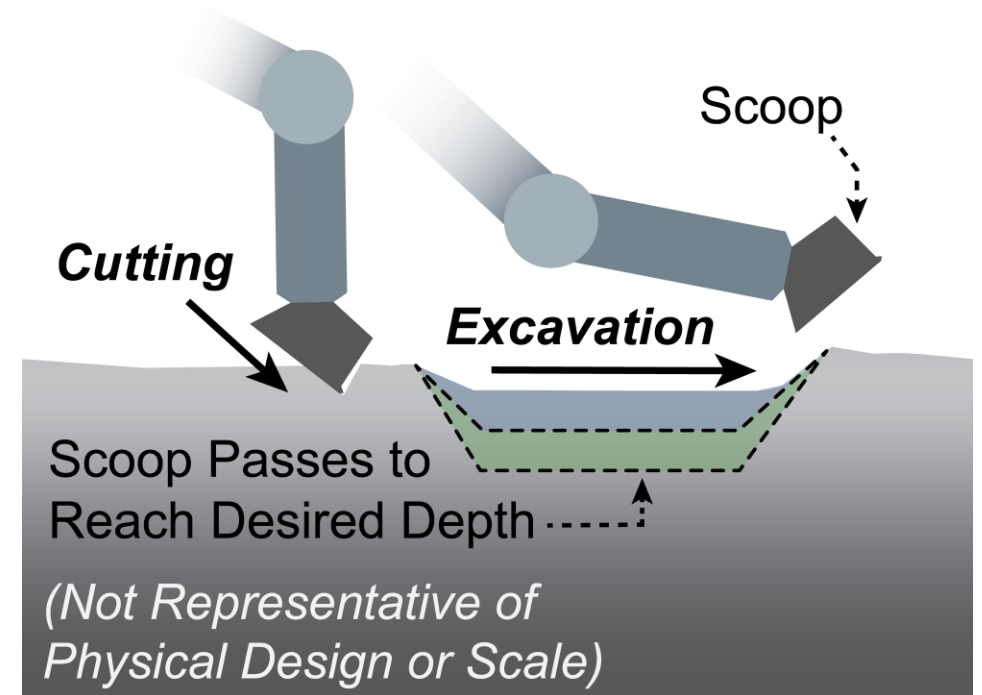 Scoop
Cutting
Excavation
Scoop Passes to
Reach Desired Depth
(Not Representative of
Physical Design or Scale)